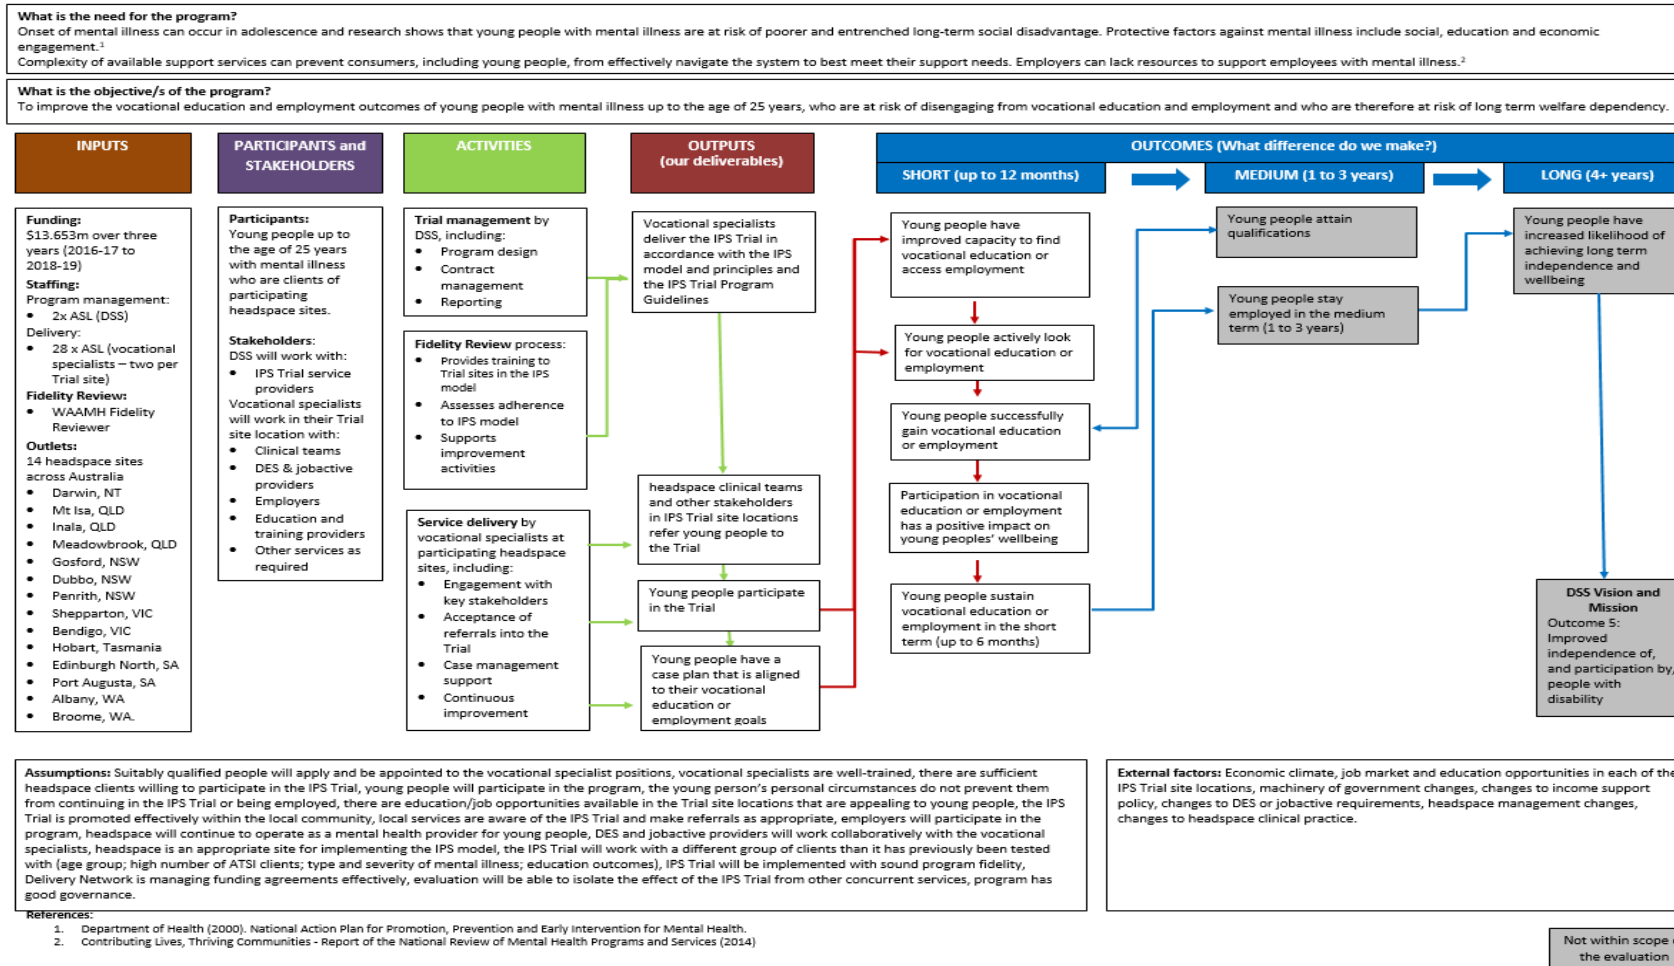 What is the need for the program?
Onset of mental illness can occur in adolescence and research shows that young people with mental illness are at risk of poorer and entrenched long-term social disadvantage. Protective factors against mental illness include social, education and economic
engagement.¹
Complexity of available support services can prevent consumers, including young people, from effectively navigate the system to best meet their support needs. Employers can lack resources to support employees with mental illness.²
What is the objective/s of the program?
To improve the vocational education and employment outcomes of young people with mental illness up to the age of 25 years, who are at risk of disengaging from vocational education and employment and who are therefore at risk of long term welfare dependency.
INPUTS
Funding:
$13.653m over three
years (2016-17 to
2018-19)
Staffing:
Program management:
• 2x ASL (DSS)
Delivery:
• 28 x ASL (vocational
specialists – two per
Trial site)
Fidelity Review:
• WAAMH Fidelity
Reviewer
Outlets:
14 headspace sites
across Australia
• Darwin, NT
• Mt Isa, QLD
• Inala, QLD
• Meadowbrook, QLD
• Gosford, NSW
• Dubbo, NSW
• Penrith, NSW
• Shepparton, VIC
• Bendigo, VIC
• Hobart, Tasmania
• Edinburgh North, SA
• Port Augusta, SA
• Albany, WA
• Broome, WA.
PARTICIPANTS and
STAKEHOLDERS
Participants:
Young people up to
the age of 25 years
with mental illness
who are clients of
participating
headspace sites.
Stakeholders:
DSS will work with:
• IPS Trial service
providers
Vocational specialists
will work in their Trial
site location with:
• Clinical teams
• DES & jobactive
providers
• Employers
• Education and
training providers
• Other services as
required
ACTIVITIES
Trial management by
DSS, including:
• Program design
• Contract
management
• Reporting
Fidelity Review process:
• Provides training to
Trial sites in the IPS
model
• Assesses adherence
to IPS model
• Supports
improvement
activities
Service delivery by
vocational specialists at
participating headspace
sites, including:
• Engagement with
key stakeholders
• Acceptance of
referrals into the
Trial
• Case management
support
• Continuous
improvement
OUTPUTS
(our deliverables)
Vocational specialists
deliver the IPS Trial in
accordance with the IPS
model and principles and
the IPS Trial Program
Guidelines
headspace clinical teams
and other stakeholders
in IPS Trial site locations
refer young people to
the Trial
Young people participate
in the Trial
Young people have a
case plan that is aligned
to their vocational
education or
employment goals
OUTCOMES (What difference do we make?)
SHORT (up to 12 months)
Young people have
improved capacity to find
vocational education or
access employment
Young people actively look
for vocational education or
employment
Young people successfully
gain vocational education
or employment
Participation in vocational
education or employment
has a positive impact on
young peoples' wellbeing
Young people sustain
vocational education or
employment in the short
term (up to 6 months)
MEDIUM (1 to 3 years)
Young people attain
qualifications
Young people stay
employed in the medium
term (1 to 3 years)
LONG (4+ years)
Young people have
increased likelihood of
achieving long term
independence and
wellbeing
DSS Vision and
Mission
Outcome 5:
Improved
independence of,
and participation by,
people with
disability
Assumptions: Suitably qualified people will apply and be appointed to the vocational specialist positions, vocational specialists are well-trained, there are sufficient
headspace clients willing to participate in the IPS Trial, young people will participate in the program, the young person's personal circumstances do not prevent them
from continuing in the IPS Trial or being employed, there are education/job opportunities available in the Trial site locations that are appealing to young people, the IPS
Trial is promoted effectively within the local community, local services are aware of the IPS Trial and make referrals as appropriate, employers will participate in the
program, headspace will continue to operate as a mental health provider for young people, DES and jobactive providers will work collaboratively with the vocational
specialists, headspace is an appropriate site for implementing the IPS model, the IPS Trial will work with a different group of clients than it has previously been tested
with (age group; high number of ATSI clients; type and severity of mental illness; education outcomes), IPS Trial will be implemented with sound program fidelity,
Delivery Network is managing funding agreements effectively, evaluation will be able to isolate the effect of the IPS Trial from other concurrent services, program has
good governance.
External factors: Economic climate, job market and education opportunities in each of the
IPS Trial site locations, machinery of government changes, changes to income support
policy, changes to DES or jobactive requirements, headspace management changes,
changes to headspace clinical practice.
References:
1. Department of Health (2000). National Action Plan for Promotion, Prevention and Early Intervention for Mental Health.
2. Contributing Lives, Thriving Communities - Report of the National Review of Mental Health Programs and Services (2014)
Not within scope
the evaluation